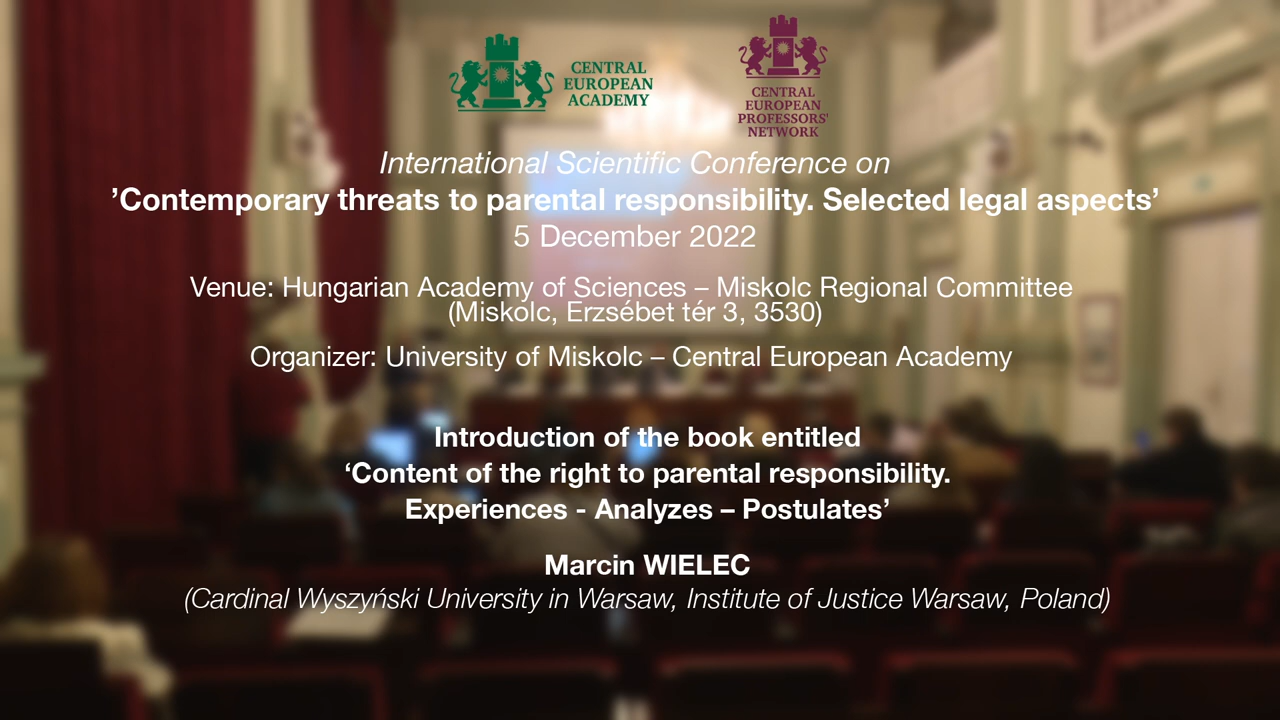 CENTRAL
EUROPEAN
ACADEMY
CENTRAL
EUROPEAN
PROFESSORS'
NETWORK
International Scientific Conference on
’Contemporary threats to parental responsibility. Selected legal aspects’
5 December 2022
Venue: Hungarian Academy of Sciences – Miskolc Regional Committee
(Miskolc, Erzsébet tér 3, 3530)
Organizer: University of Miskolc – Central European Academy
Introduction of the book entitled
‘Content of the right to parental responsibility.
Experiences - Analyzes – Postulates’
Marcin WIELEC
(Cardinal Wyszyński University in Warsaw, Institute of Justice Warsaw, Poland)